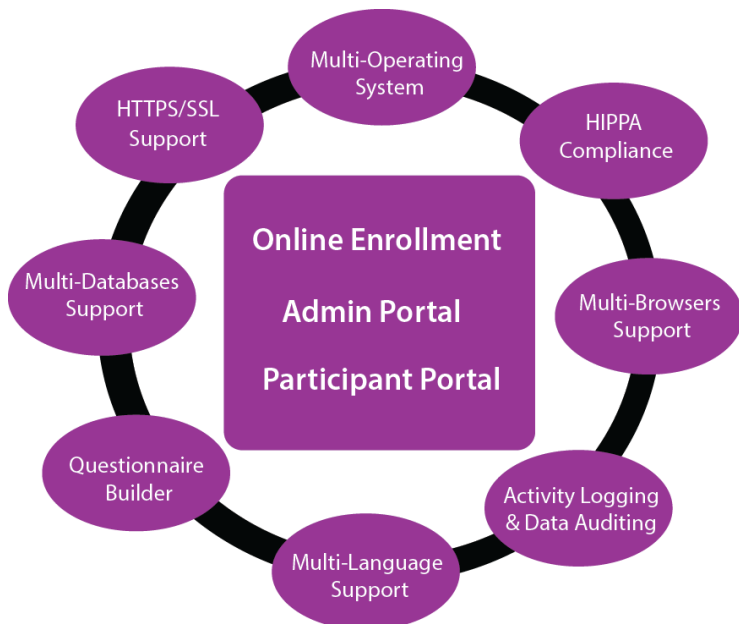 Multi-Operating
System
HIPPA
Compliance
Multi-Browsers
Support
Activity Logging
& Data Auditing
Multi-Language
Support
Questionnaire
Builder
Multi-Databases
Support
HTTPS/SSL
Support
Online Enrollment
Admin Portal
Participant Portal